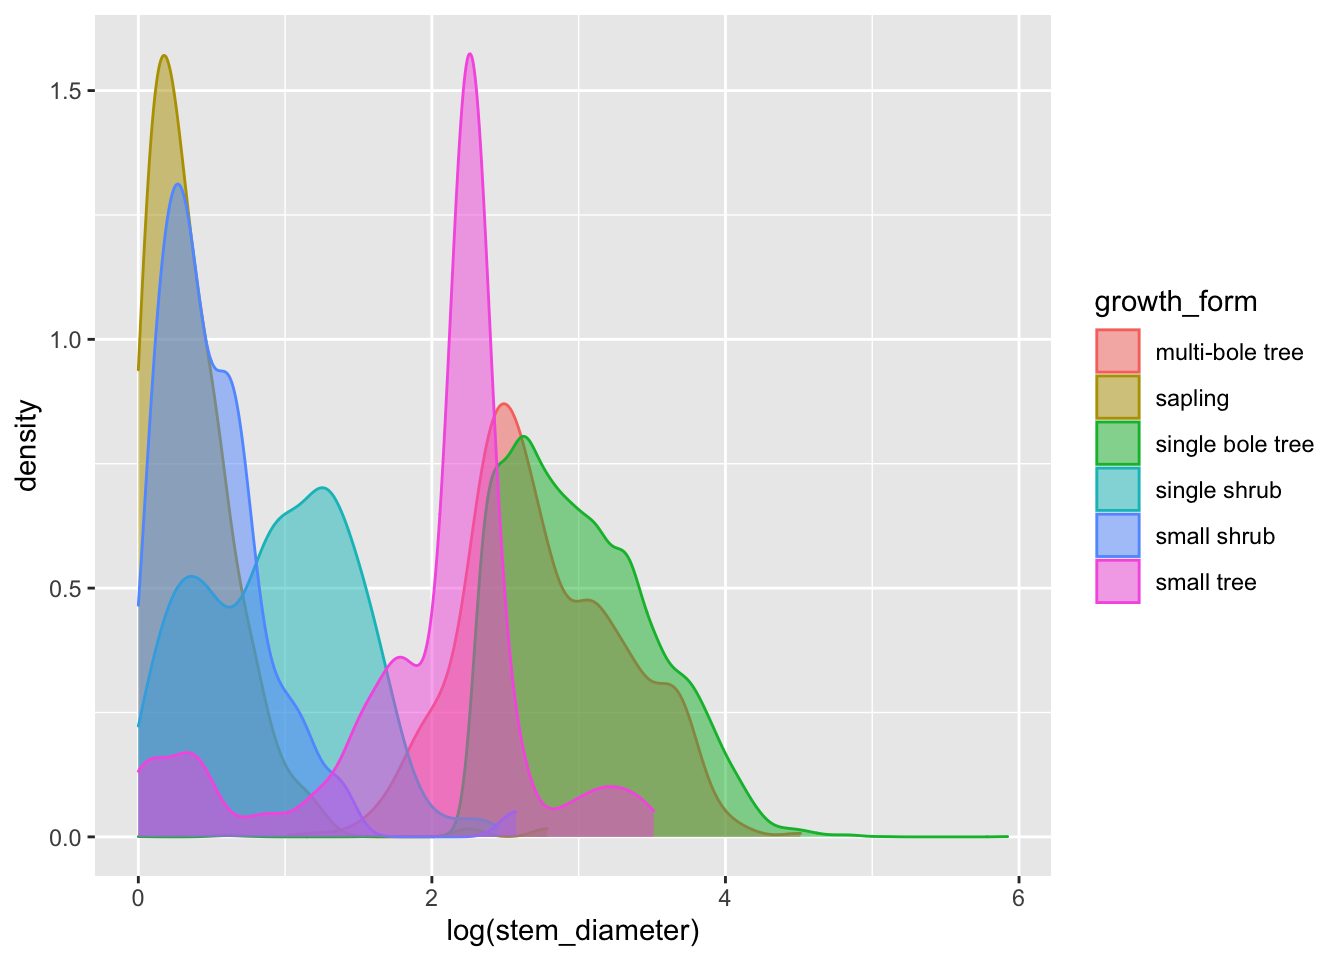 1.5
1.0
0.5
0.0
density
0
2
4
6
log(stem_diameter)
growth_form
multi-bole tree
sapling
single bole tree
single shrub
small shrub
small tree